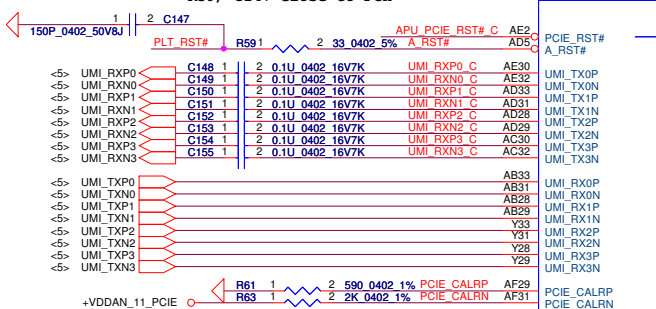 1 2 C147
150P_0402_50V8J
APU_PCIE_RST#_C AE2 PCIE_RST#
PLT_RST# R59 1 2 33_0402_5% A_RST# AD5 A_RST#
<5> UMI_RXP0 C148 1 2 0.1U_0402_16V7K UMI_RXP0_C AE30 UMI_TX0P
<5> UMI_RXN0 C149 1 2 0.1U_0402_16V7K UMI_RXN0_C AE32 UMI_TX0N
<5> UMI_RXP1 C150 1 2 0.1U_0402_16V7K UMI_RXP1_C AD33 UMI_TX1P
<5> UMI_RXN1 C151 1 2 0.1U_0402_16V7K UMI_RXN1_C AD31 UMI_TX1N
<5> UMI_RXP2 C152 1 2 0.1U_0402_16V7K UMI_RXP2_C AD28 UMI_TX2P
<5> UMI_RXN2 C153 1 2 0.1U_0402_16V7K UMI_RXN2_C AD29 UMI_TX2N
<5> UMI_RXP3 C154 1 2 0.1U_0402_16V7K UMI_RXP3_C AC30 UMI_TX3P
<5> UMI_RXN3 C155 1 2 0.1U_0402_16V7K UMI_RXN3_C AC32 UMI_TX3N
<5> UMI_TXP0 AB33 UMI_RX0P
<5> UMI_TXN0 AB31 UMI_RX0N
<5> UMI_TXP1 AB28 UMI_RX1P
<5> UMI_TXN1 AB29 UMI_RX1N
<5> UMI_TXP2 Y33 UMI_RX2P
<5> UMI_TXN2 Y31 UMI_RX2N
<5> UMI_TXP3 Y28 UMI_RX3P
<5> UMI_TXN3 Y29 UMI_RX3N
R61 1 2 590_0402_1% PCIE_CALRP AF29 PCIE_CALRP
+VDDAN_11_PCIE R63 1 2 2K_0402_1% PCIE_CALRN AF31 PCIE_CALRN